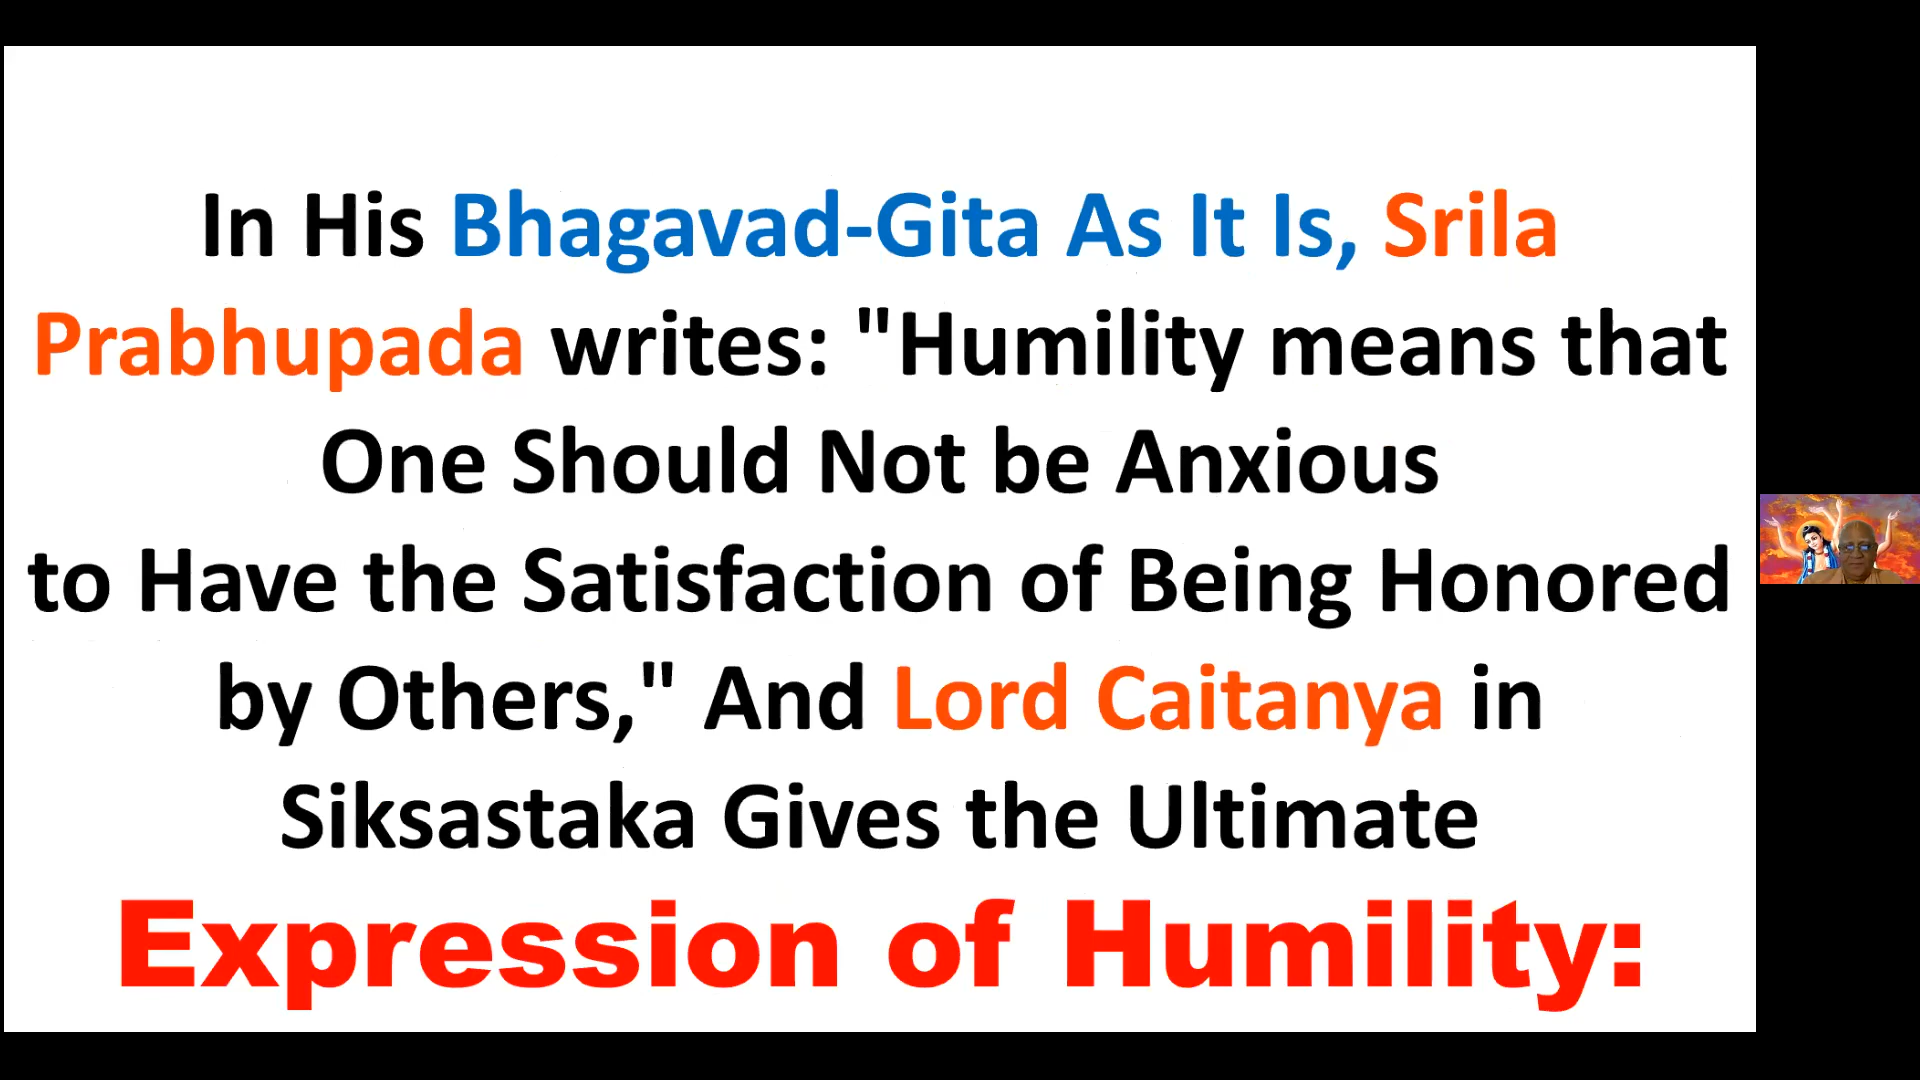 In His Bhagavad-Gita As It Is, Srila
Prabhupada writes: "Humility means that
One Should Not be Anxious
to Have the Satisfaction of Being Honored
by Others," And Lord Caitanya in
Siksastaka Gives the Ultimate
Expression of Humility: